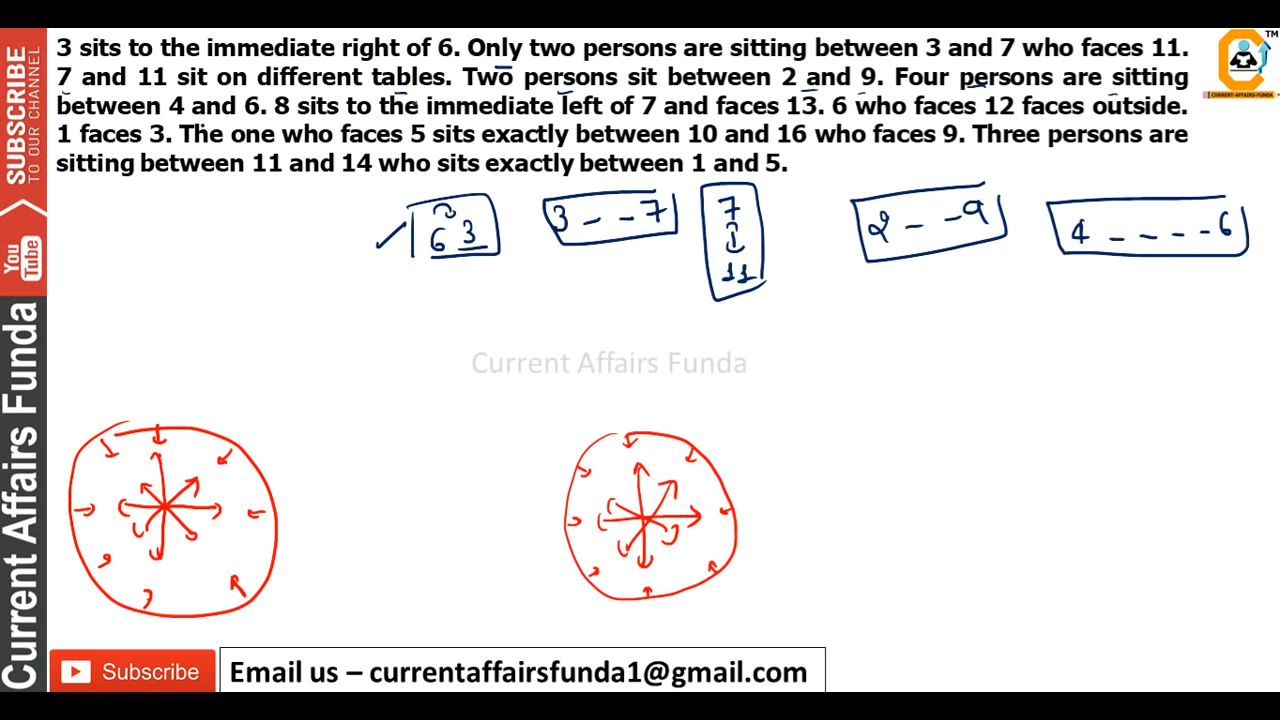 3 sits to the immediate right of 6. Only two persons are sitting between 3 and 7 who faces 11.
7 and 11 sit on different tables. Two persons sit between 2 and 9. Four persons are sitting
between 4 and 6. 8 sits to the immediate left of 7 and faces 13. 6 who faces 12 faces outside.
1 faces 3. The one who faces 5 sits exactly between 10 and 16 who faces 9. Three persons are
sitting between 11 and 14 who sits exactly between 1 and 5.
CURRENT-AFFAIRS-FUNDA
TM
6 3
3 - - 7
7
11
2 - - 9
4 - - - - 6
Current Affairs Funda
SUBSCRIBE
TO OUR CHANNEL
You Tube
Current Affairs Funda
Subscribe
Email us – currentaffairsfunda1@gmail.com